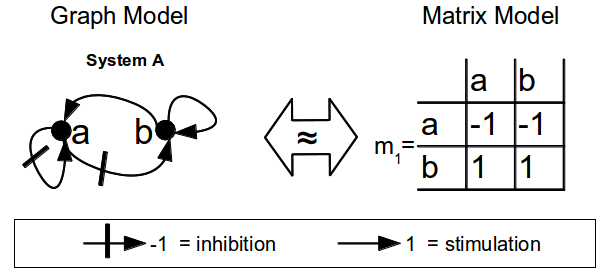 Graph Model
Matrix Model
System A
a b
≈
m1=
a b
a -1 -1
b 1 1
-1 = inhibition
1 = stimulation